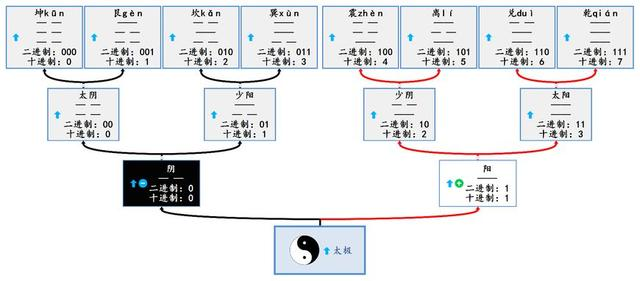 坤kūn
二进制: 000
十进制: 0
艮gèn
二进制: 001
十进制: 1
坎kǎn
二进制: 010
十进制: 2
巽xùn
二进制: 011
十进制: 3
震zhèn
二进制: 100
十进制: 4
离lí
二进制: 101
十进制: 5
兑duì
二进制: 110
十进制: 6
乾qián
二进制: 111
十进制: 7
太阴
二进制: 00
十进制: 0
少阳
二进制: 01
十进制: 1
少阴
二进制: 10
十进制: 2
太阳
二进制: 11
十进制: 3
阴
二进制: 0
十进制: 0
阳
二进制: 1
十进制: 1
太极